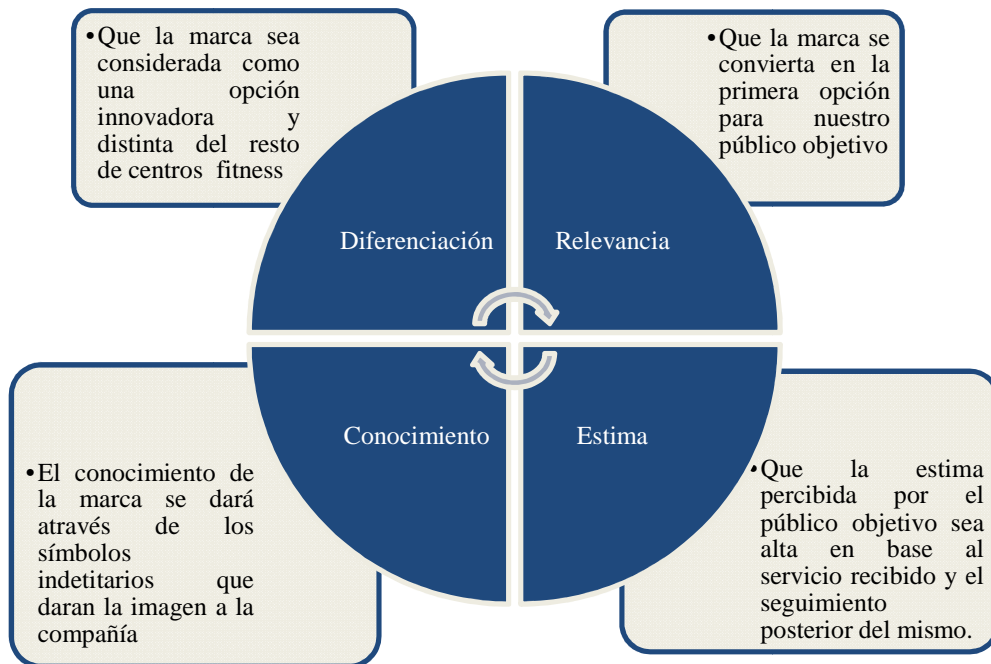 •Que la marca sea
considerada como
una opción
innovadora y
distinta del resto
de centros fitness
•Que la marca se
convierta en la
primera opción
para nuestro
público objetivo
Diferenciación
Relevancia
Conocimiento
Estima
•El conocimiento de
la marca se dará
através de los
símbolos
indetitarios que
daran la imagen a la
compañía
•Que la estima
percibida por el
público objetivo sea
alta en base al
servicio recibido y el
seguimiento
posterior del mismo.